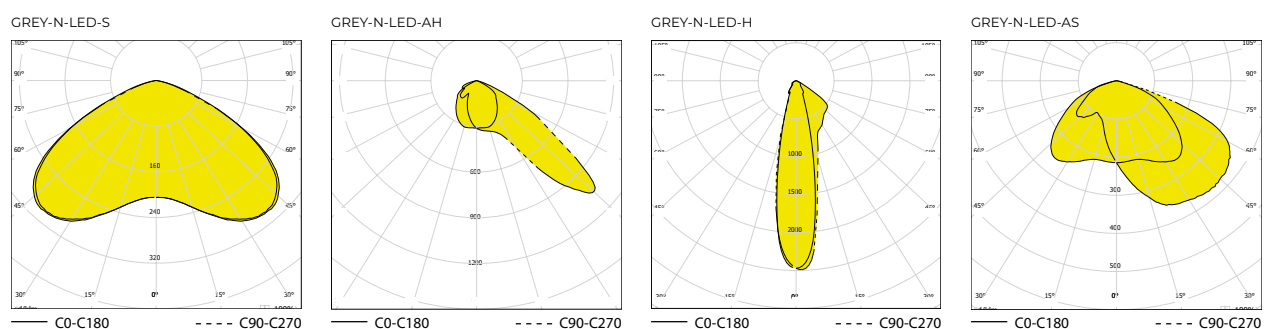 GREY-N-LED-S
105° 105°
90° 90°
75° 75°
60° 60°
45° 45°
160
240
320
30° 15° 0° 15° 30°
C0-C180 C90-C270
GREY-N-LED-AH
600
900
1200
C0-C180 C90-C270
GREY-N-LED-H
1000
1500
2000
C0-C180 C90-C270
GREY-N-LED-AS
105° 105°
90° 90°
75° 75°
60° 60°
45° 45°
300
400
500
30° 15° 0° 15° 30°
C0-C180 C90-C270